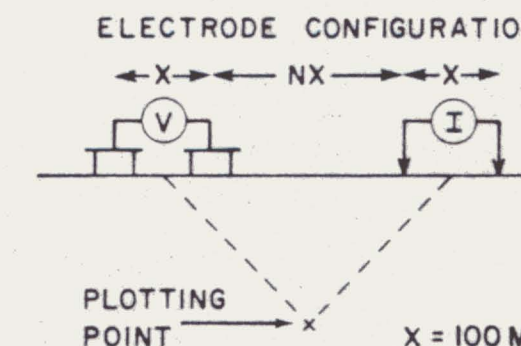 ELECTRODE CONFIGURATIO
X NX X
V I
PLOTTING
POINT x
X = 100 M